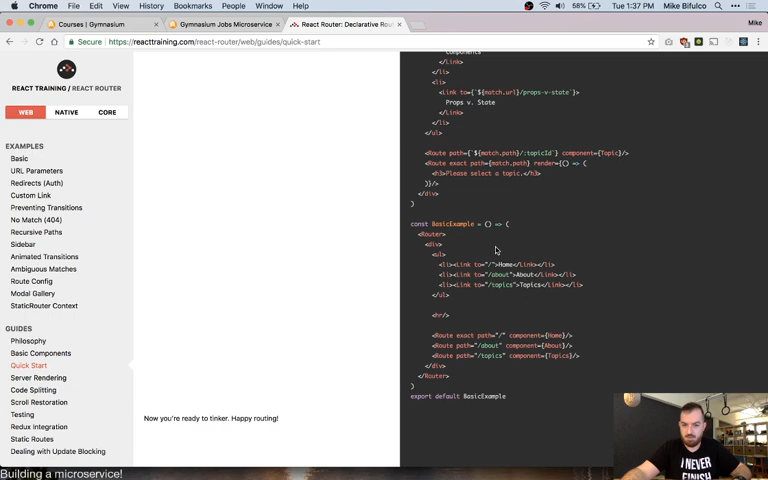 Chrome File Edit View History Bookmarks People Window Help 58% Thu May 5 1:37 PM Mike Bifulco
Courses | Gymnasium
Gymnasium Jobs Microservice
React Router: Declarative Rou
Mike
Secure https://reacttraining.com/react-router/web/guides/quick-start
REACT TRAINING / REACT ROUTER
WEB NATIVE CORE
EXAMPLES
Basic
URL Parameters
Redirects (Auth)
Custom Link
Preventing Transitions
No Match (404)
Recursive Paths
Sidebar
Animated Transitions
Ambiguous Matches
Route Config
Modal Gallery
StaticRouter Context
GUIDES
Philosophy
Basic Components
Quick Start
Server Rendering
Code Splitting
Scroll Restoration
Testing
Redux Integration
Static Routes
Dealing with Update Blocking
Now you're ready to tinker. Happy routing!
components
</Link>
</li>
<li>
<Link to={`${match.url}/props-v-state`}>
Props v. State
</Link>
</li>
</ul>
<Route path={`${match.path}/:topicId`} component={Topic}/>
<Route exact path={match.path} render={() => (
<h3>Please select a topic.</h3>
)}/>
</div>
)
const BasicExample = () => (
<Router>
<div>
<ul>
<li><Link to="/">Home</Link></li>
<li><Link to="/about">About</Link></li>
<li><Link to="/topics">Topics</Link></li>
</ul>
<hr/>
<Route exact path="/" component={Home}/>
<Route path="/about" component={About}/>
<Route path="/topics" component={Topics}/>
</div>
</Router>
)
export default BasicExample
I NEVER
FINISH
Building a microservice!